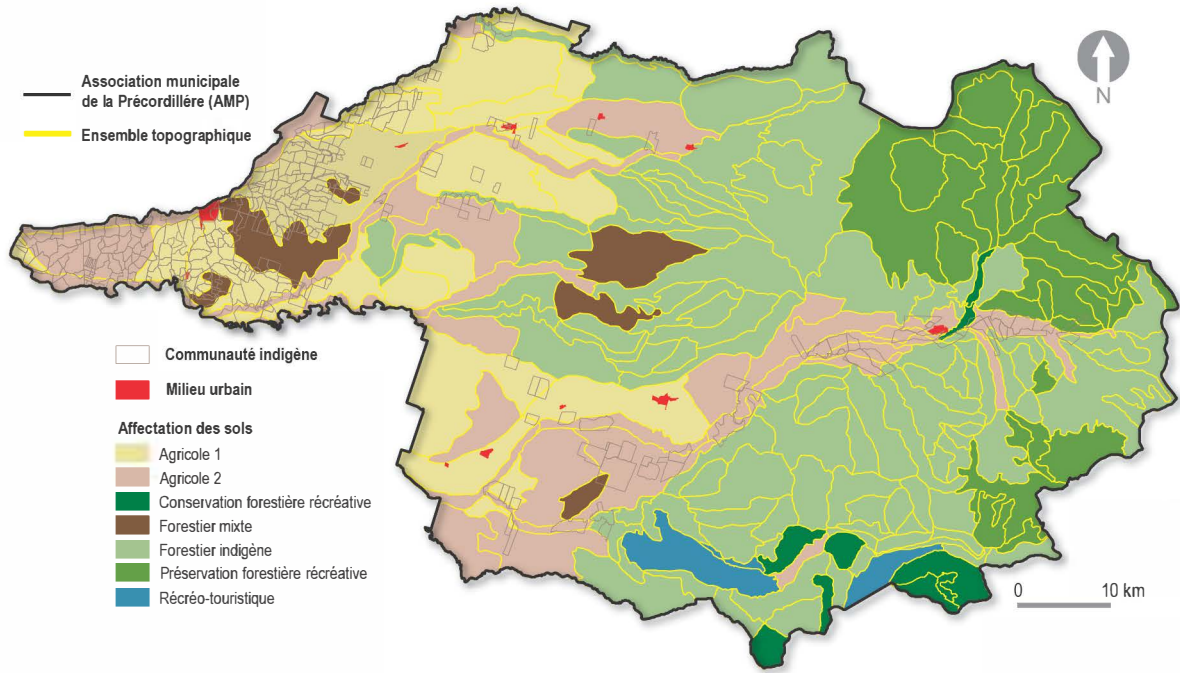 Association municipale
de la Précordillére (AMP)
Ensemble topographique
N
Communauté indigène
Milieu urbain
Affectation des sols
Agricole 1
Agricole 2
Conservation forestière récréative
Forestier mixte
Forestier indigène
Préservation forestière récréative
Récréo-touristique
0 10 km